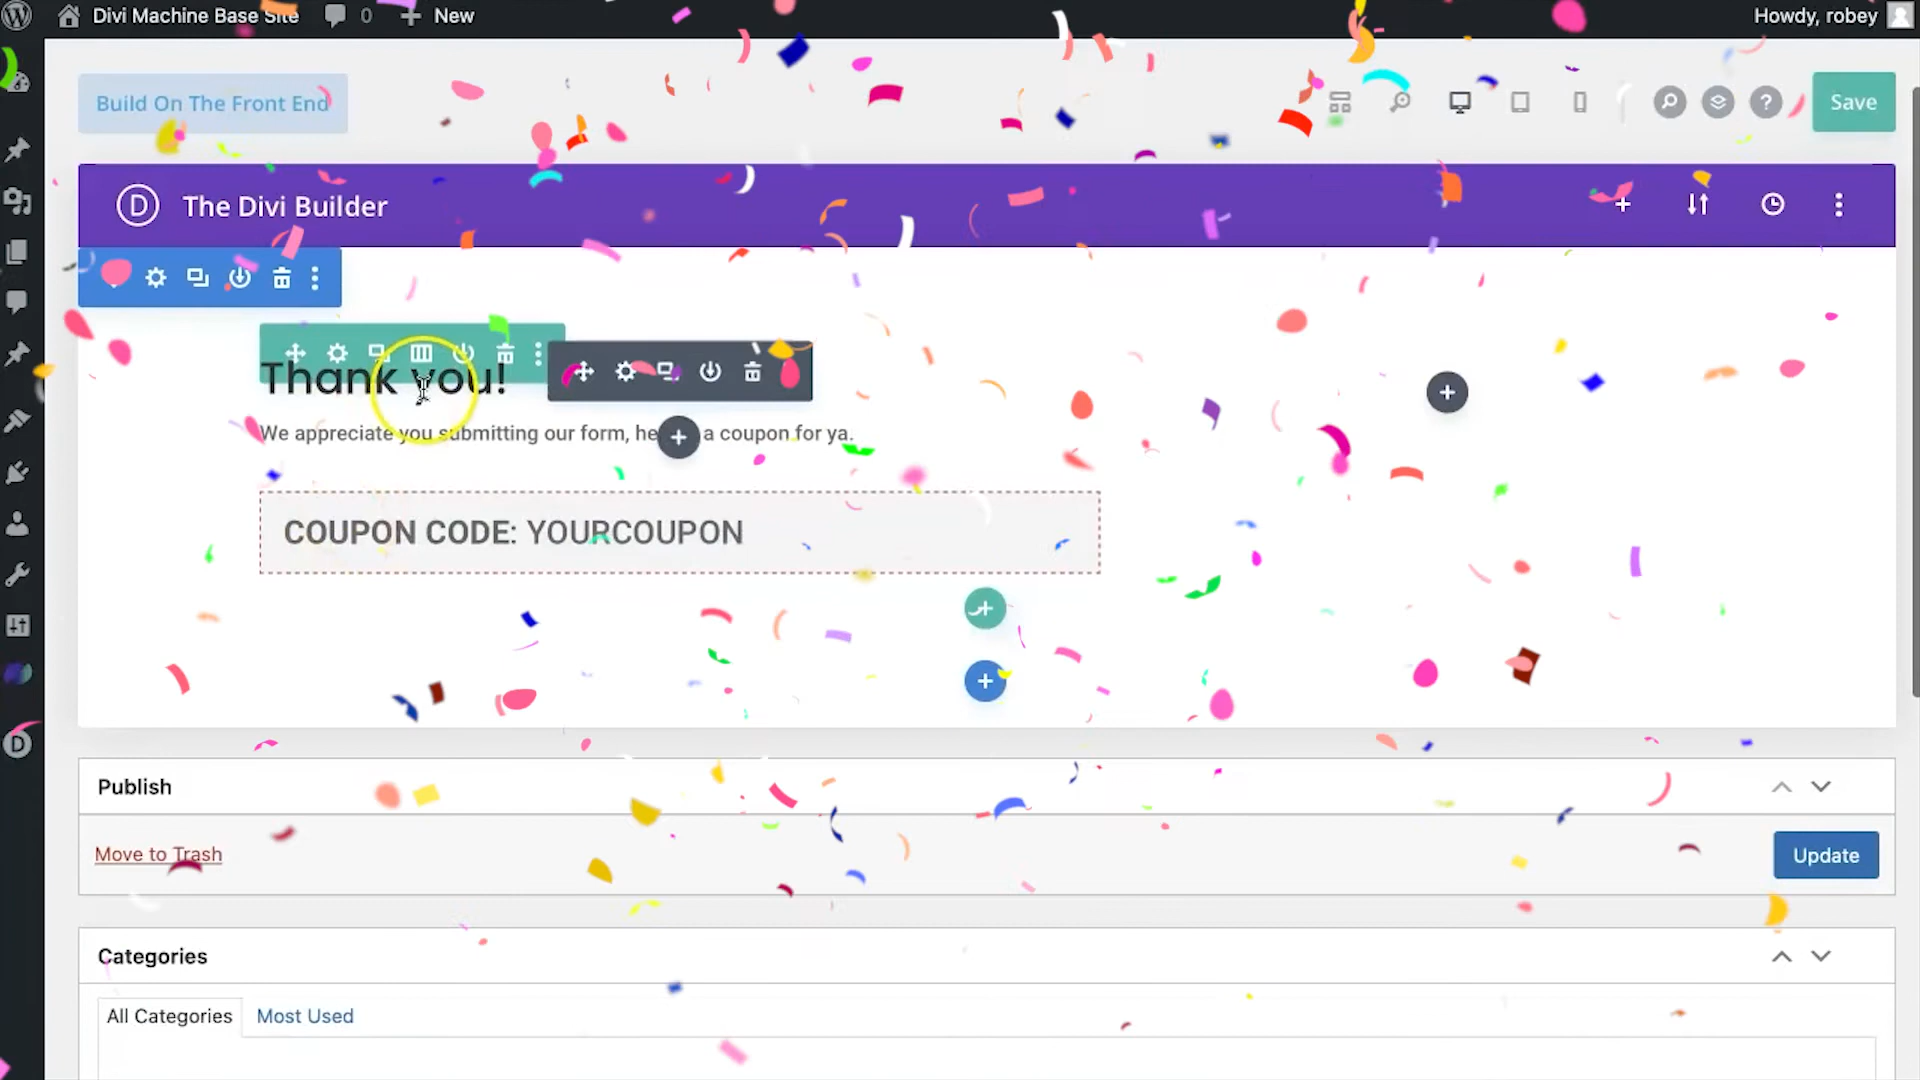 Divi Machine Base Site 0 New Howdy, robey
Build On The Front End Save
D The Divi Builder
Thank you!
We appreciate you submitting our form, he a coupon for ya.
COUPON CODE: YOURCOUPON
Publish
Move to Trash Update
Categories
All Categories Most Used